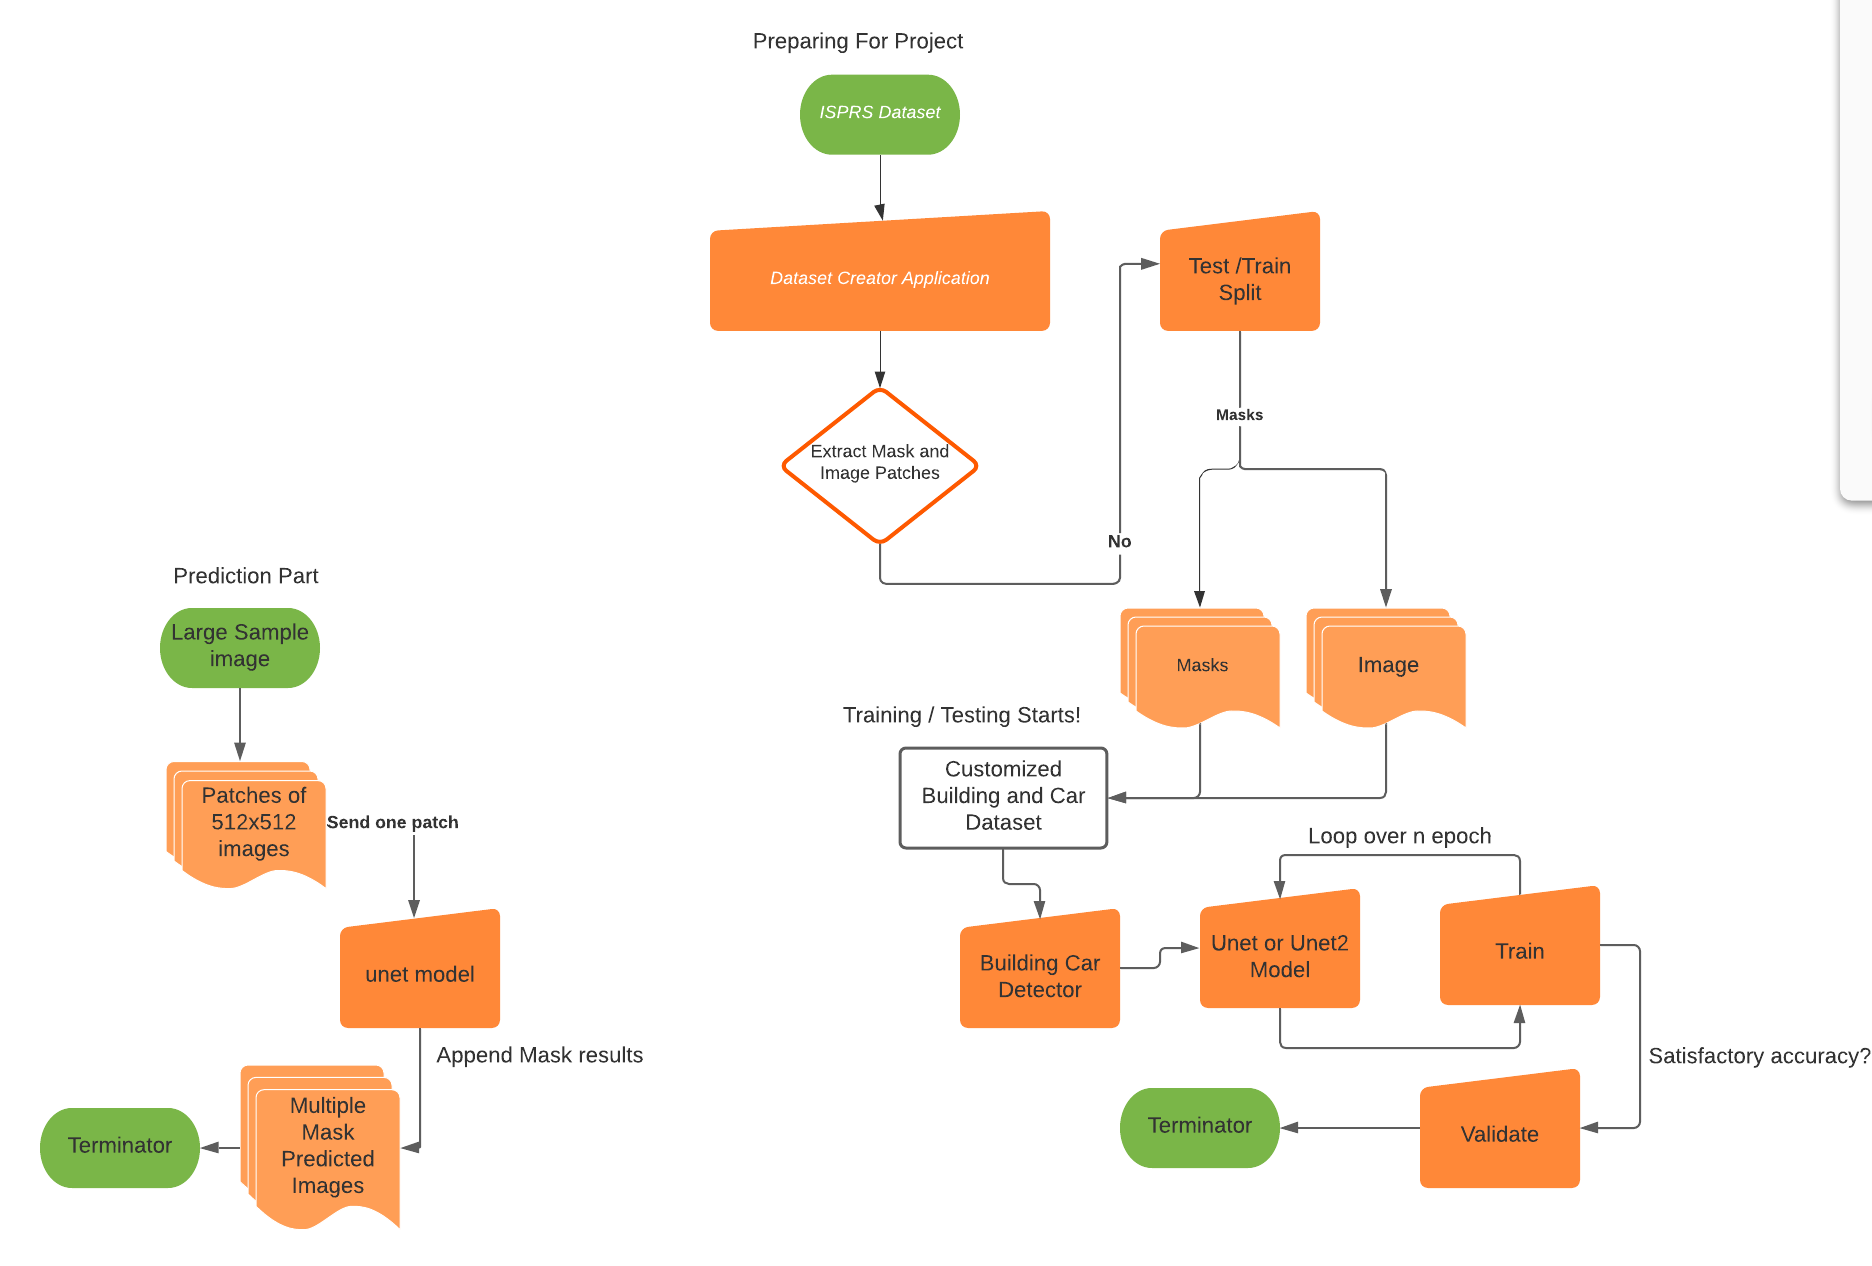 Preparing For Project
ISPRS Dataset
Dataset Creator Application
Extract Mask and
Image Patches
No
Test /Train
Split
Masks
Masks
Image
Prediction Part
Large Sample
image
Patches of
512x512
images
Send one patch
unet model
Append Mask results
Multiple
Mask
Predicted
Images
Terminator
Training / Testing Starts!
Customized
Building and Car
Dataset
Building Car
Detector
Loop over n epoch
Unet or Unet2
Model
Train
Satisfactory accuracy?
Validate
Terminator